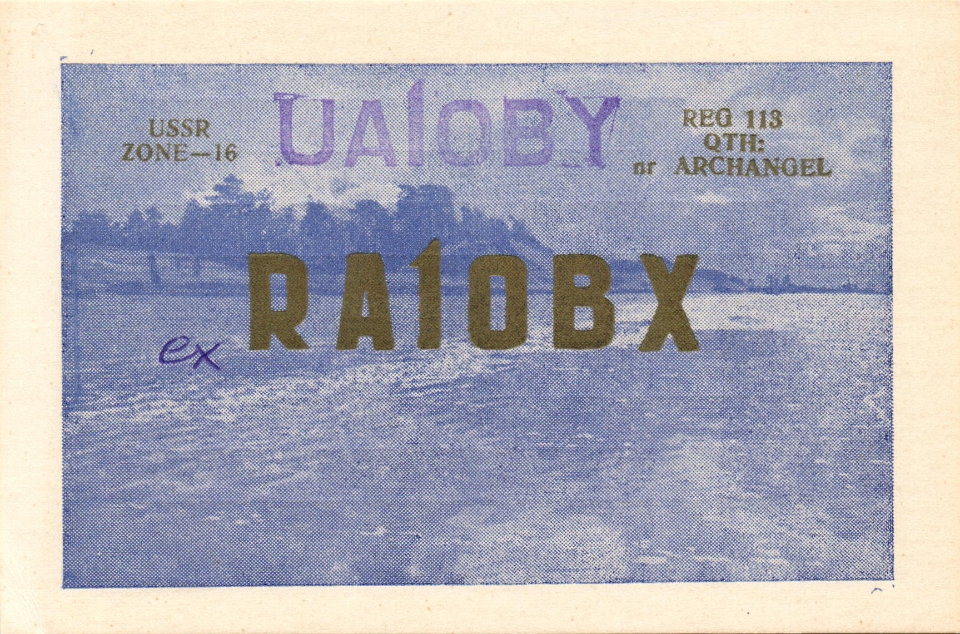 UA1OBY
USSR
ZONE—16
REG 113
QTH:
nr ARCHANGEL
ex RA1OBX